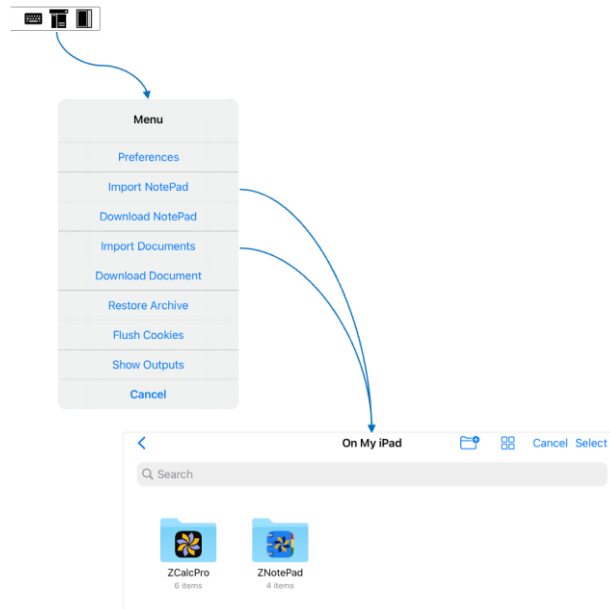 Menu
Preferences
Import NotePad
Download NotePad
Import Documents
Download Document
Restore Archive
Flush Cookies
Show Outputs
Cancel
On My iPad Cancel Select
Search
ZCalcPro ZNotePad
6 items 4 items